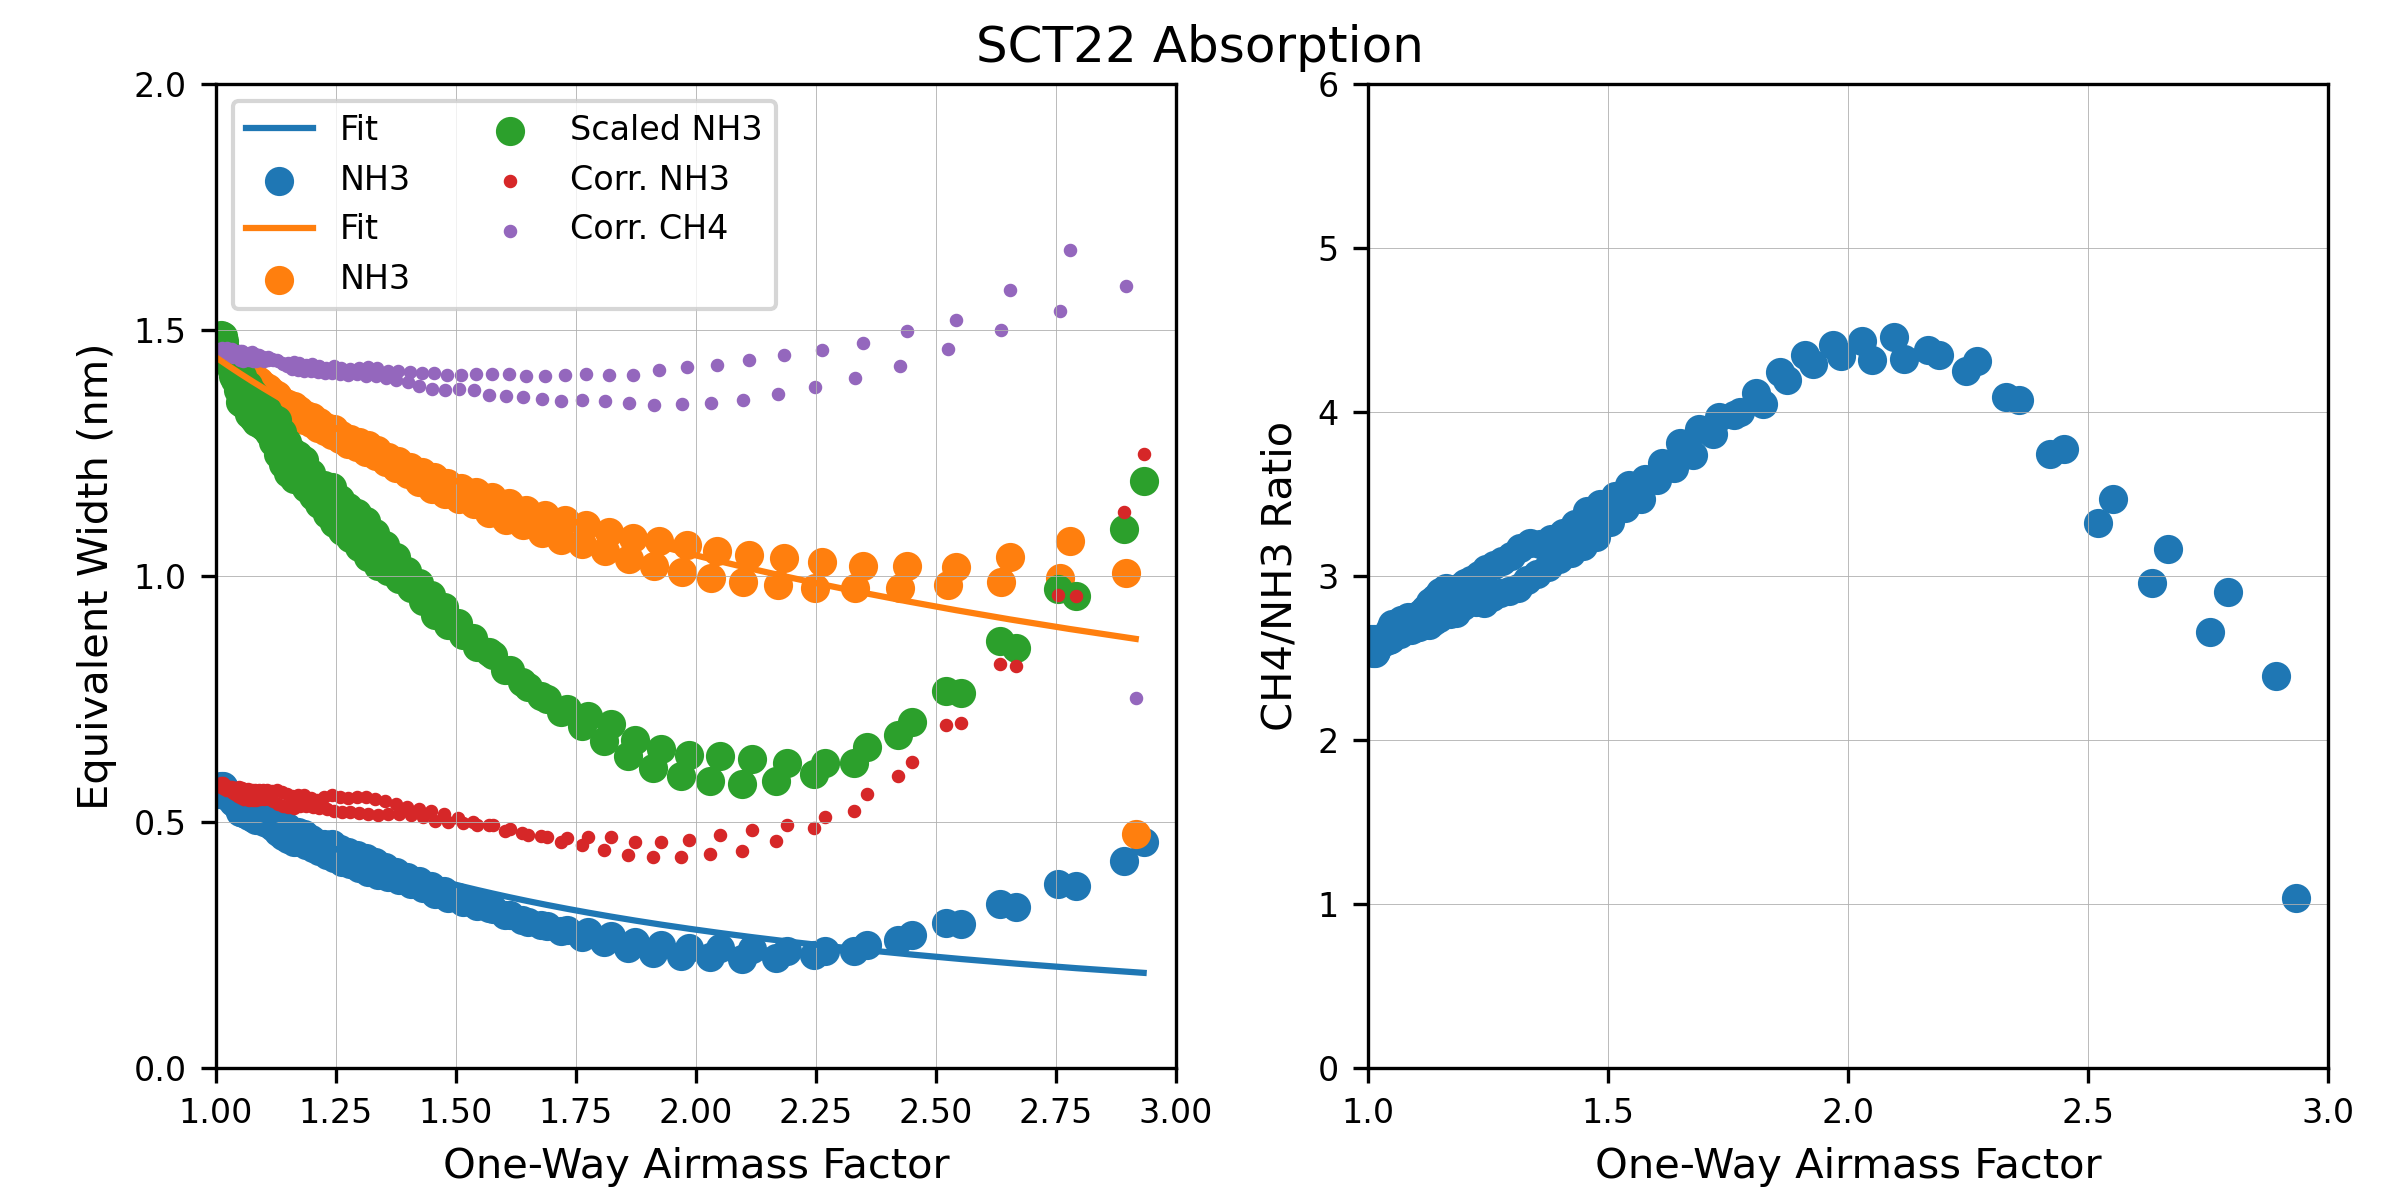 SCT22 Absorption
2.0
1.5
1.0
0.5
0.0
Equivalent Width (nm)
Fit
NH3
Fit
NH3
Scaled NH3
Corr. NH3
Corr. CH4
1.00 1.25 1.50 1.75 2.00 2.25 2.50 2.75 3.00
One-Way Airmass Factor
6
5
4
3
2
1
0
CH4/NH3 Ratio
1.0 1.5 2.0 2.5 3.0
One-Way Airmass Factor